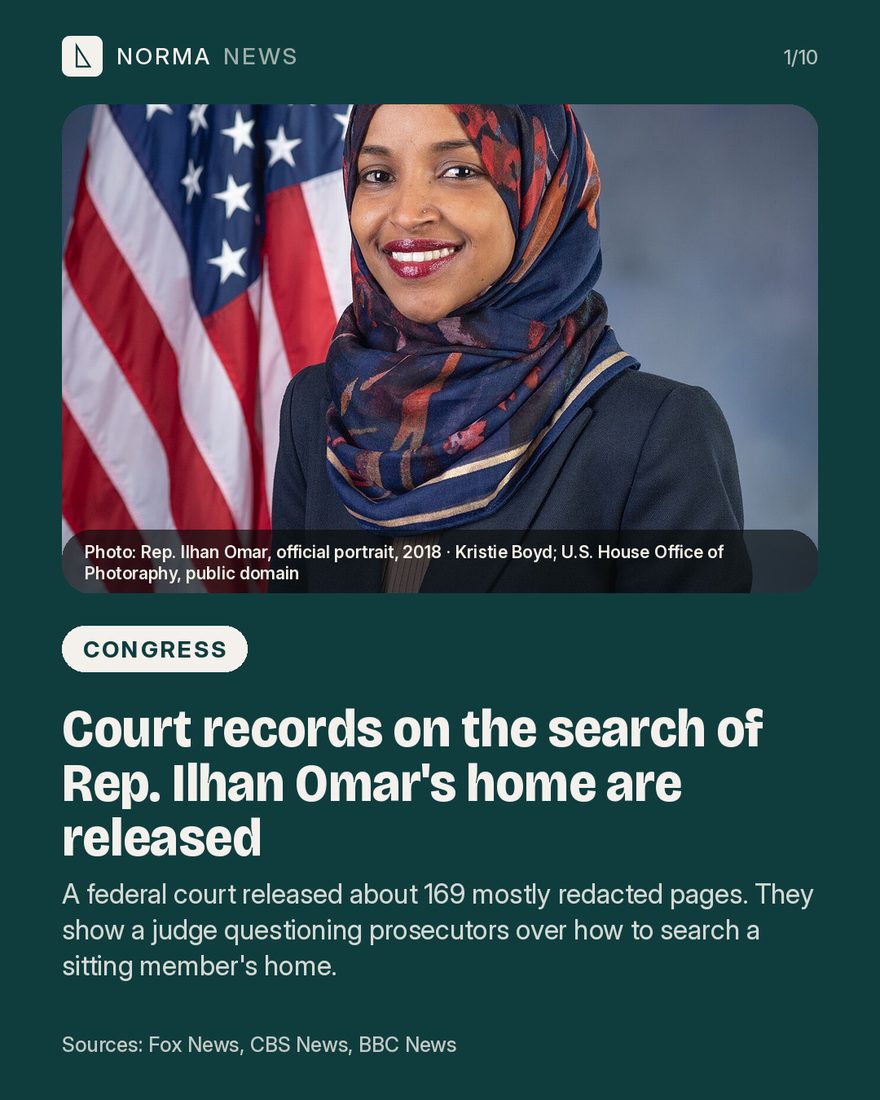 NORMA NEWS
1/10
Photo: Rep. Ilhan Omar, official portrait, 2018 · Kristie Boyd; U.S. House Office of
Photoraphy, public domain
CONGRESS
Court records on the search of
Rep. Ilhan Omar's home are
released
A federal court released about 169 mostly redacted pages. They
show a judge questioning prosecutors over how to search a
sitting member's home.
Sources: Fox News, CBS News, BBC News